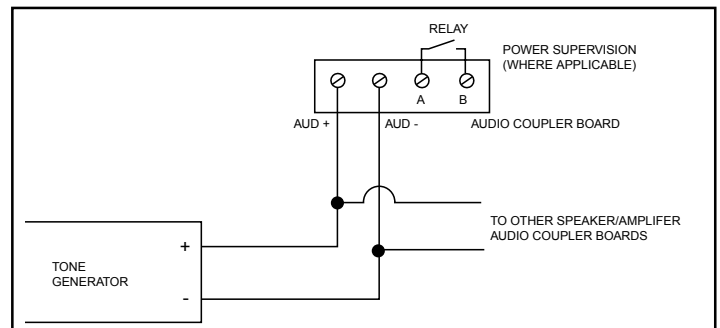 RELAY
POWER SUPERVISION
(WHERE APPLICABLE)
A
B
AUD +
AUD -
AUDIO COUPLER BOARD
TO OTHER SPEAKER/AMPLIFER
AUDIO COUPLER BOARDS
+
TONE
GENERATOR
-